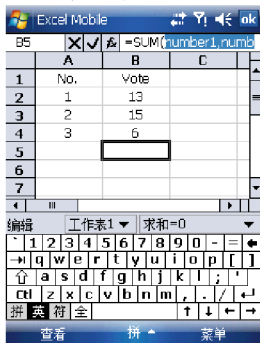 Excel Mobile ok
B5 =SUM(number1,numb
A B C
1 No. Vote
2 1 13
3 2 15
4 3 6
5
6
7
编辑 工作表1 求和=0
` 1 2 3 4 5 6 7 8 9 0 - =
q w e r t y u i o p [ ]
a s d f g h j k l ; '
Ctl z x c v b n m , . /
拼 英 符 全
查看 拼 菜单